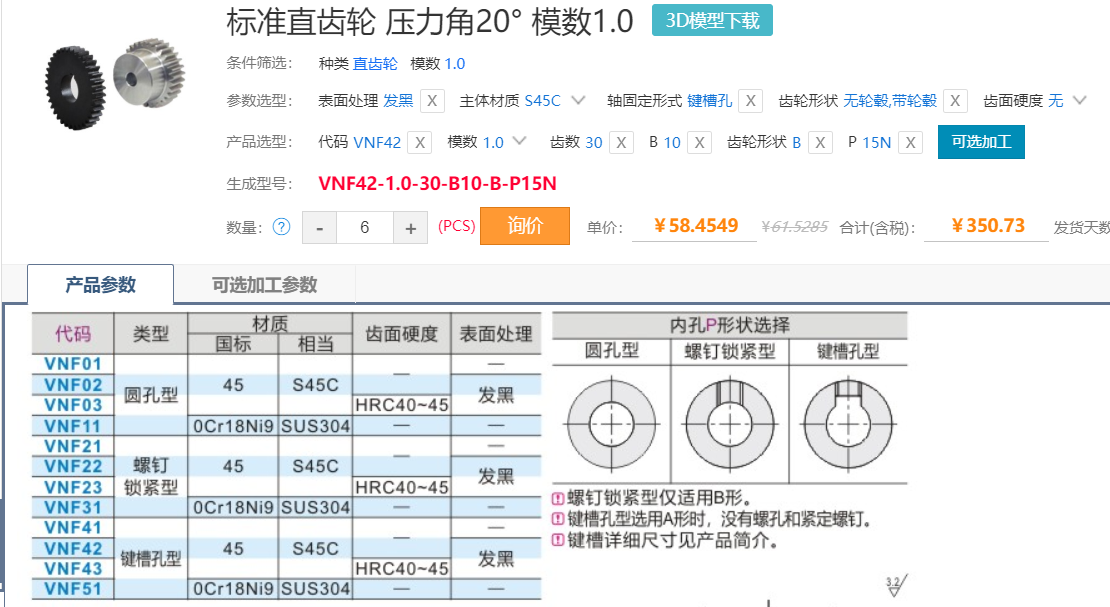 标准直齿轮 压力角20° 模数1.0 3D模型下载
条件筛选： 种类 直齿轮 模数 1.0
参数选型： 表面处理 发黑 X 主体材质 S45C 轴固定形式 键槽孔 X 齿轮形状 无轮毂,带轮毂 X 齿面硬度 无
产品选型： 代码 VNF42 X 模数 1.0 齿数 30 X B 10 X 齿轮形状 B X P 15N X 可选加工
生成型号： VNF42-1.0-30-B10-B-P15N
数量： ? - 6 + (PCS) 询价 单价： ￥58.4549 ￥61.5285 合计(含税)： ￥350.73 发货天数
产品参数 可选加工参数
代码 类型 材质 齿面硬度 表面处理
国标 相当
VNF01 —
VNF02 圆孔型 45 S45C — 发黑
VNF03 HRC40~45
VNF11 0Cr18Ni9 SUS304 — —
VNF21 —
VNF22 螺钉 45 S45C — 发黑
VNF23 锁紧型 HRC40~45
VNF31 0Cr18Ni9 SUS304 — —
VNF41 —
VNF42 键槽孔型 45 S45C — 发黑
VNF43 HRC40~45
VNF51 0Cr18Ni9 SUS304 — —
内孔P形状选择
圆孔型 螺钉锁紧型 键槽孔型
! 螺钉锁紧型仅适用B形。
! 键槽孔型选用A形时，没有螺孔和紧定螺钉。
! 键槽详细尺寸见产品简介。
3.2